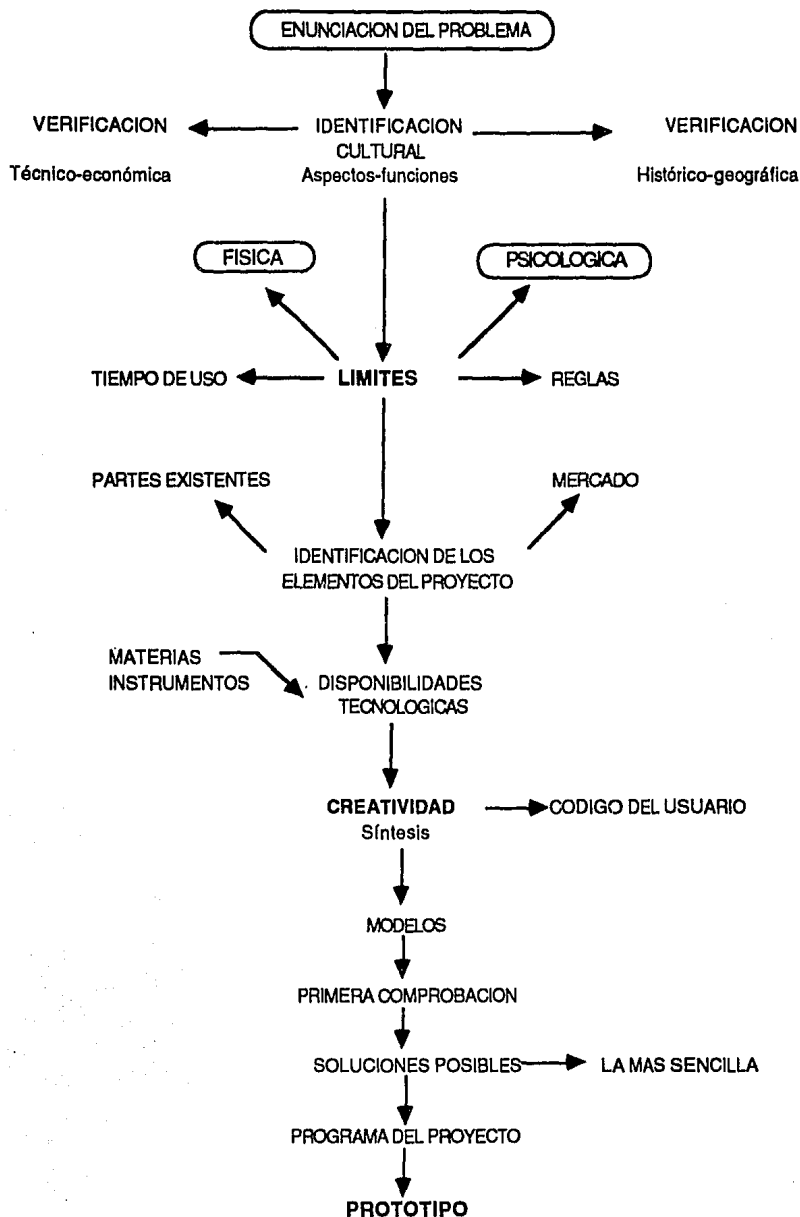 ENUNCIACION DEL PROBLEMA
VERIFICACION
Técnico-económica
IDENTIFICACION
CULTURAL
Aspectos-funciones
VERIFICACION
Histórico-geográfica
FISICA
PSICOLOGICA
TIEMPO DE USO
LIMITES
REGLAS
PARTES EXISTENTES
MERCADO
IDENTIFICACION DE LOS
ELEMENTOS DEL PROYECTO
MATERIAS
INSTRUMENTOS
DISPONIBILIDADES
TECNOLOGICAS
CREATIVIDAD
Síntesis
CODIGO DEL USUARIO
MODELOS
PRIMERA COMPROBACION
SOLUCIONES POSIBLES
LA MAS SENCILLA
PROGRAMA DEL PROYECTO
PROTOTIPO